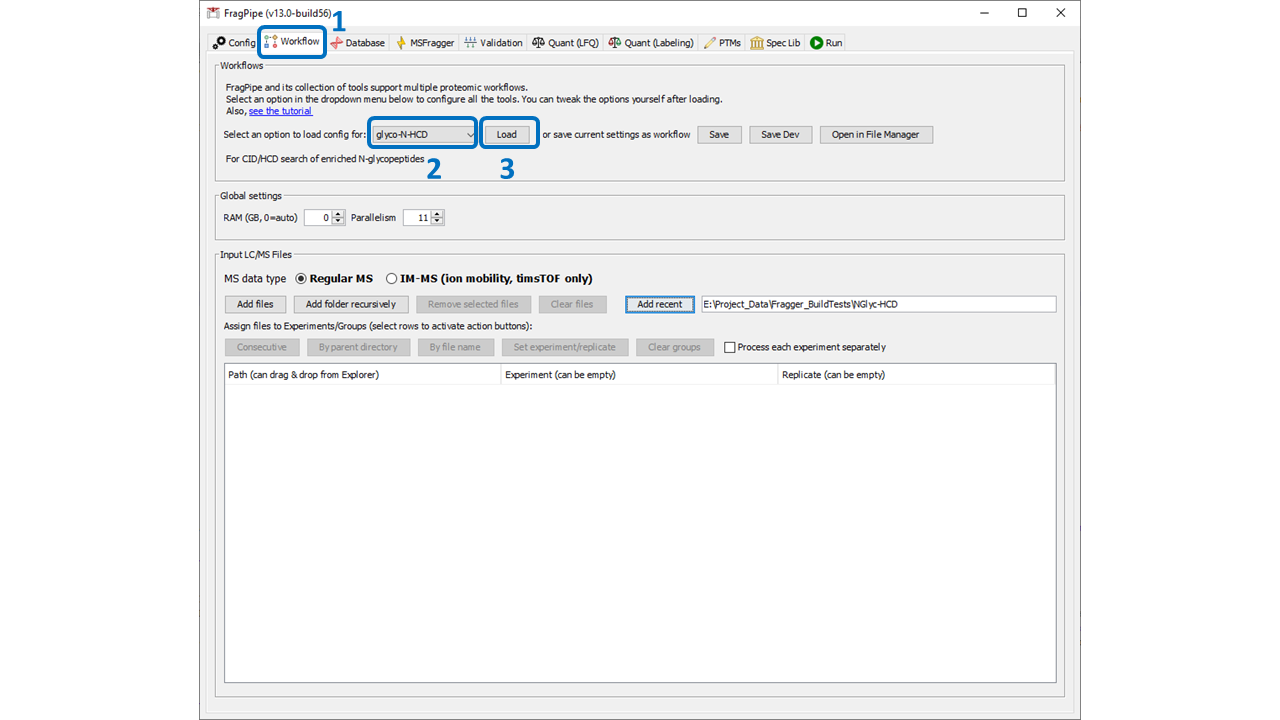 FragPipe (v13.0-build56)
1
Config Workflow Database MSFragger Validation Quant (LFQ) Quant (Labeling) PTMs Spec Lib Run
Workflows
FragPipe and its collection of tools support multiple proteomic workflows.
Select an option in the dropdown menu below to configure all the tools. You can tweak the options yourself after loading.
Also, see the tutorial
Select an option to load config for: glyco-N-HCD Load or save current settings as workflow Save Save Dev Open in File Manager
For CID/HCD search of enriched N-glycopeptides
2 3
Global settings
RAM (GB, 0=auto) 0 Parallelism 11
Input LC/MS Files
MS data type Regular MS IM-MS (ion mobility, timsTOF only)
Add files Add folder recursively Remove selected files Clear files Add recent E:\Project_Data\Fragger_BuildTests\NGlyc-HCD
Assign files to Experiments/Groups (select rows to activate action buttons):
Consecutive By parent directory By file name Set experiment/replicate Clear groups Process each experiment separately
Path (can drag & drop from Explorer) Experiment (can be empty) Replicate (can be empty)